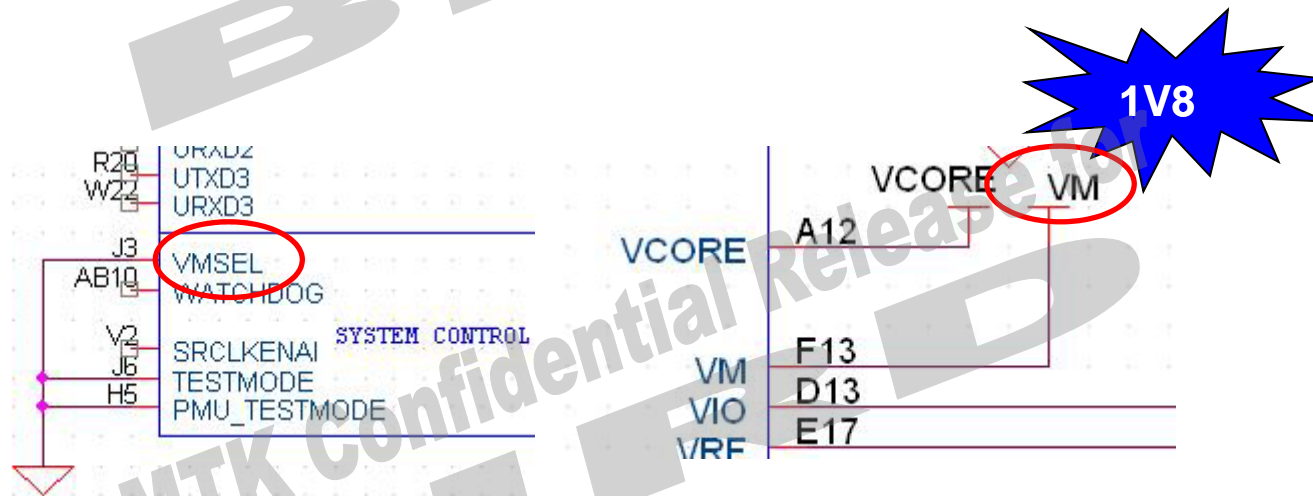 1V8
URXD2
R20
UTXD3
W22
URXD3
J3
VMSEL
AB10
WATCHDOG
V2
SRCLKENAI
SYSTEM CONTROL
J6
TESTMODE
H5
PMU_TESTMODE
VCORE
VM
A12
VCORE
F13
VM
D13
VIO
E17
VRF
MTK Confidential Release for